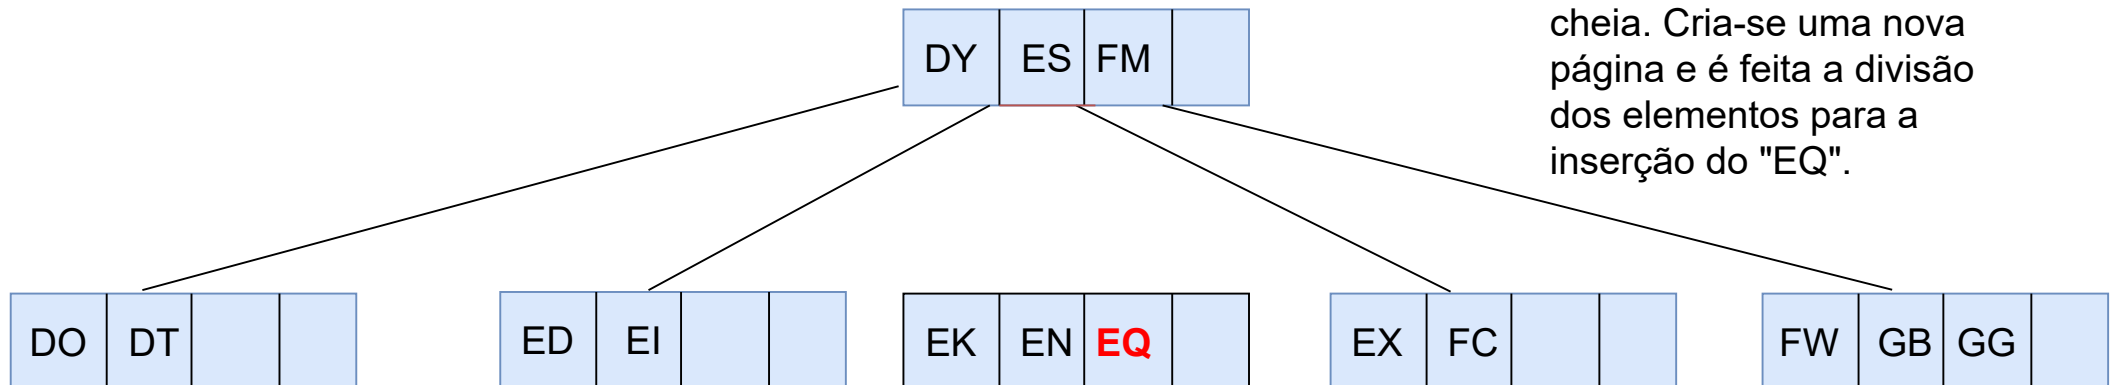 cheia. Cria-se uma nova
página e é feita a divisão
dos elementos para a
inserção do "EQ".
DY ES FM
DO DT
ED EI
EK EN EQ
EX FC
FW GB GG